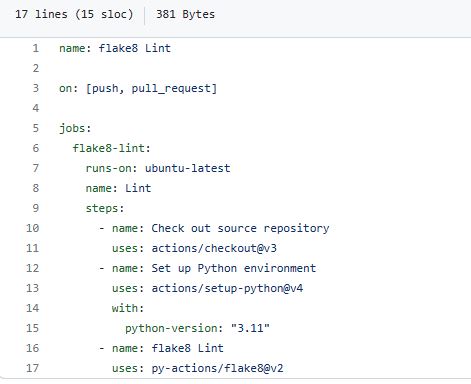 17 lines (15 sloc) 381 Bytes
1 name: flake8 Lint
2
3 on: [push, pull_request]
4
5 jobs:
6 flake8-lint:
7 runs-on: ubuntu-latest
8 name: Lint
9 steps:
10 - name: Check out source repository
11 uses: actions/checkout@v3
12 - name: Set up Python environment
13 uses: actions/setup-python@v4
14 with:
15 python-version: "3.11"
16 - name: flake8 Lint
17 uses: py-actions/flake8@v2